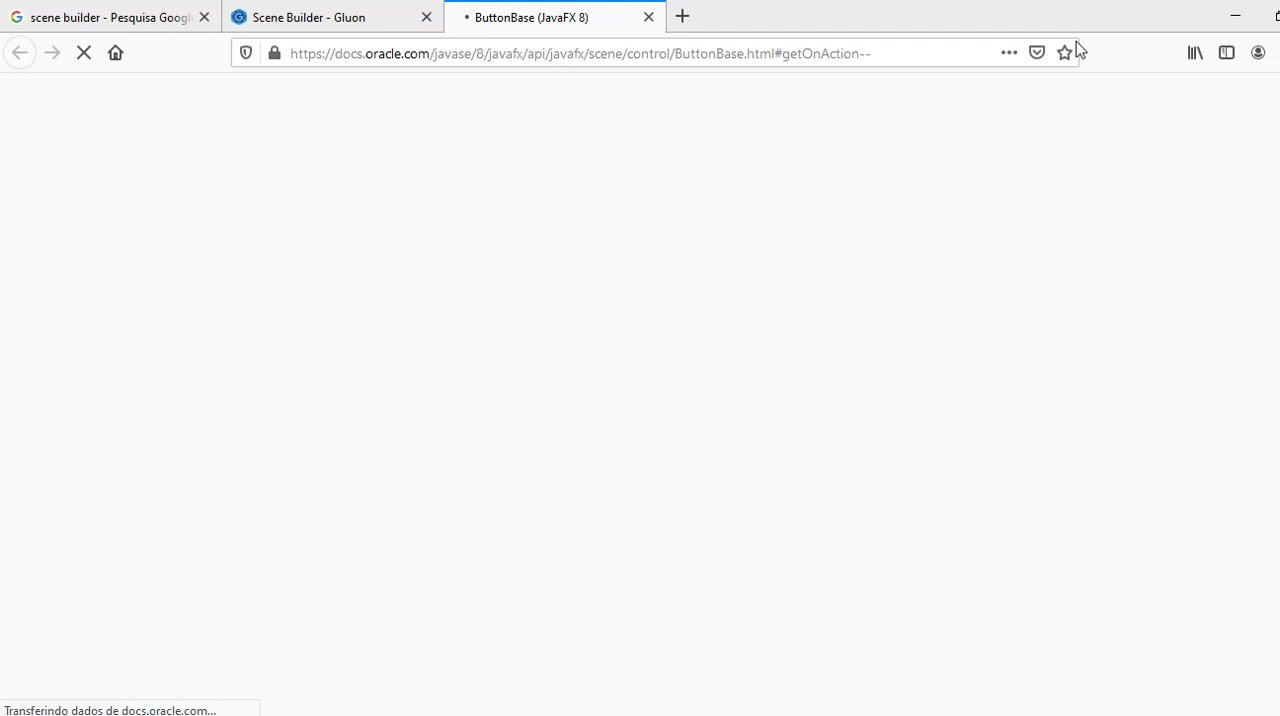 scene builder - Pesquisa Googl
Scene Builder - Gluon
ButtonBase (JavaFX 8)
https://docs.oracle.com/javase/8/javafx/api/javafx/scene/control/ButtonBase.html#getOnAction--
Transferindo dados de docs.oracle.com...